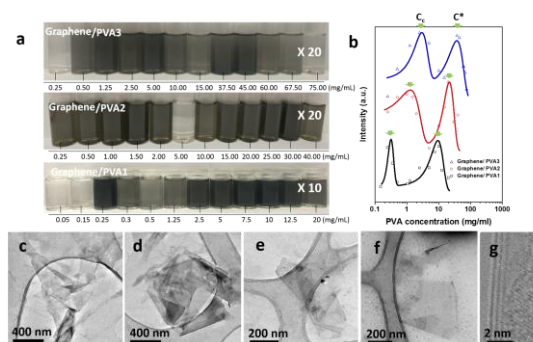 a
Graphene/PVA3
X 20
0.25 0.50 1.25 2.50 5.00 10.00 15.00 37.50 45.00 60.00 67.50 75.00 (mg/mL)
Graphene/PVA2
X 20
0.25 0.50 1.00 1.50 2.00 5.00 10.00 15.00 20.00 25.00 30.00 40.00 (mg/mL)
Graphene/PVA1
X 10
0.05 0.15 0.25 0.3 0.5 1.25 2.5 5 7.5 10 12.5 20 (mg/mL)
b
Cc C*
Intensity (a.u.)
Graphene/PVA3
Graphene/PVA2
Graphene/PVA1
0.1 1 10 100 1000
PVA concentration (mg/ml)
c
400 nm
d
400 nm
e
200 nm
f
200 nm
g
2 nm